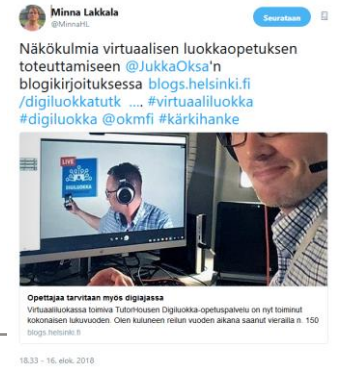 Minna Lakkala
@MinnaHL
Seurataan
Näkökulmia virtuaalisen luokkaopetuksen
toteuttamiseen @JukkaOksa'n
blogikirjoituksessa blogs.helsinki.fi
/digiluokkatutk … #virtuaaliluokka
#digiluokka @okmfi #kärkihanke
LIVE
DIGILUOKKA
Opettajaa tarvitaan myös digiajassa
Virtuaaliluokassa toimiva TutorHousen Digiluokka-opetuspalvelu on nyt toiminut
kokonaisen lukuvuoden. Olen kuluneen reilun vuoden aikana saanut vierailla n. 150
blogs.helsinki.fi
18.33 - 16. elok. 2018